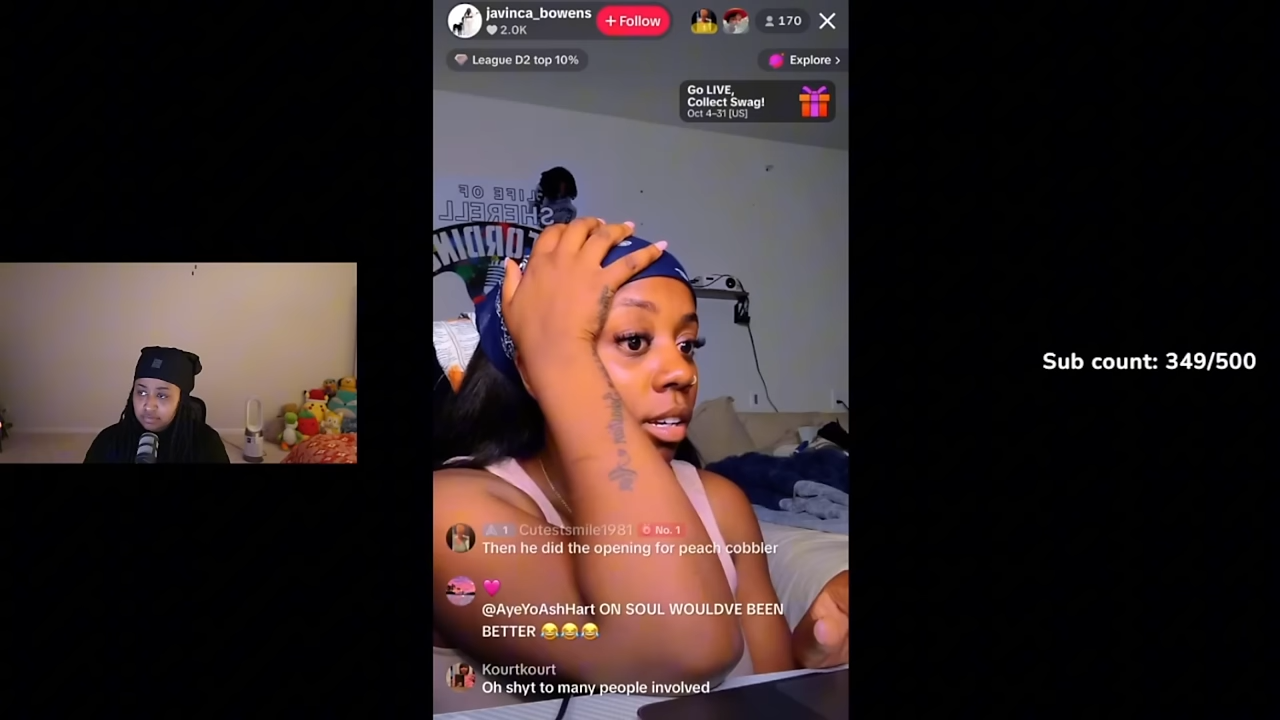 javinca_bowens
2.0K
+ Follow
170
League D2 top 10%
Explore >
Go LIVE,
Collect Swag!
Oct 4–31 [US]
LIFE OF
SHERELL
Sub count: 349/500
1 Cutestsmile1981 No. 1
Then he did the opening for peach cobbler
@AyeYoAshHart ON SOUL WOULDVE BEEN
BETTER 😂😂😂
Kourtkourt
Oh shyt to many people involved